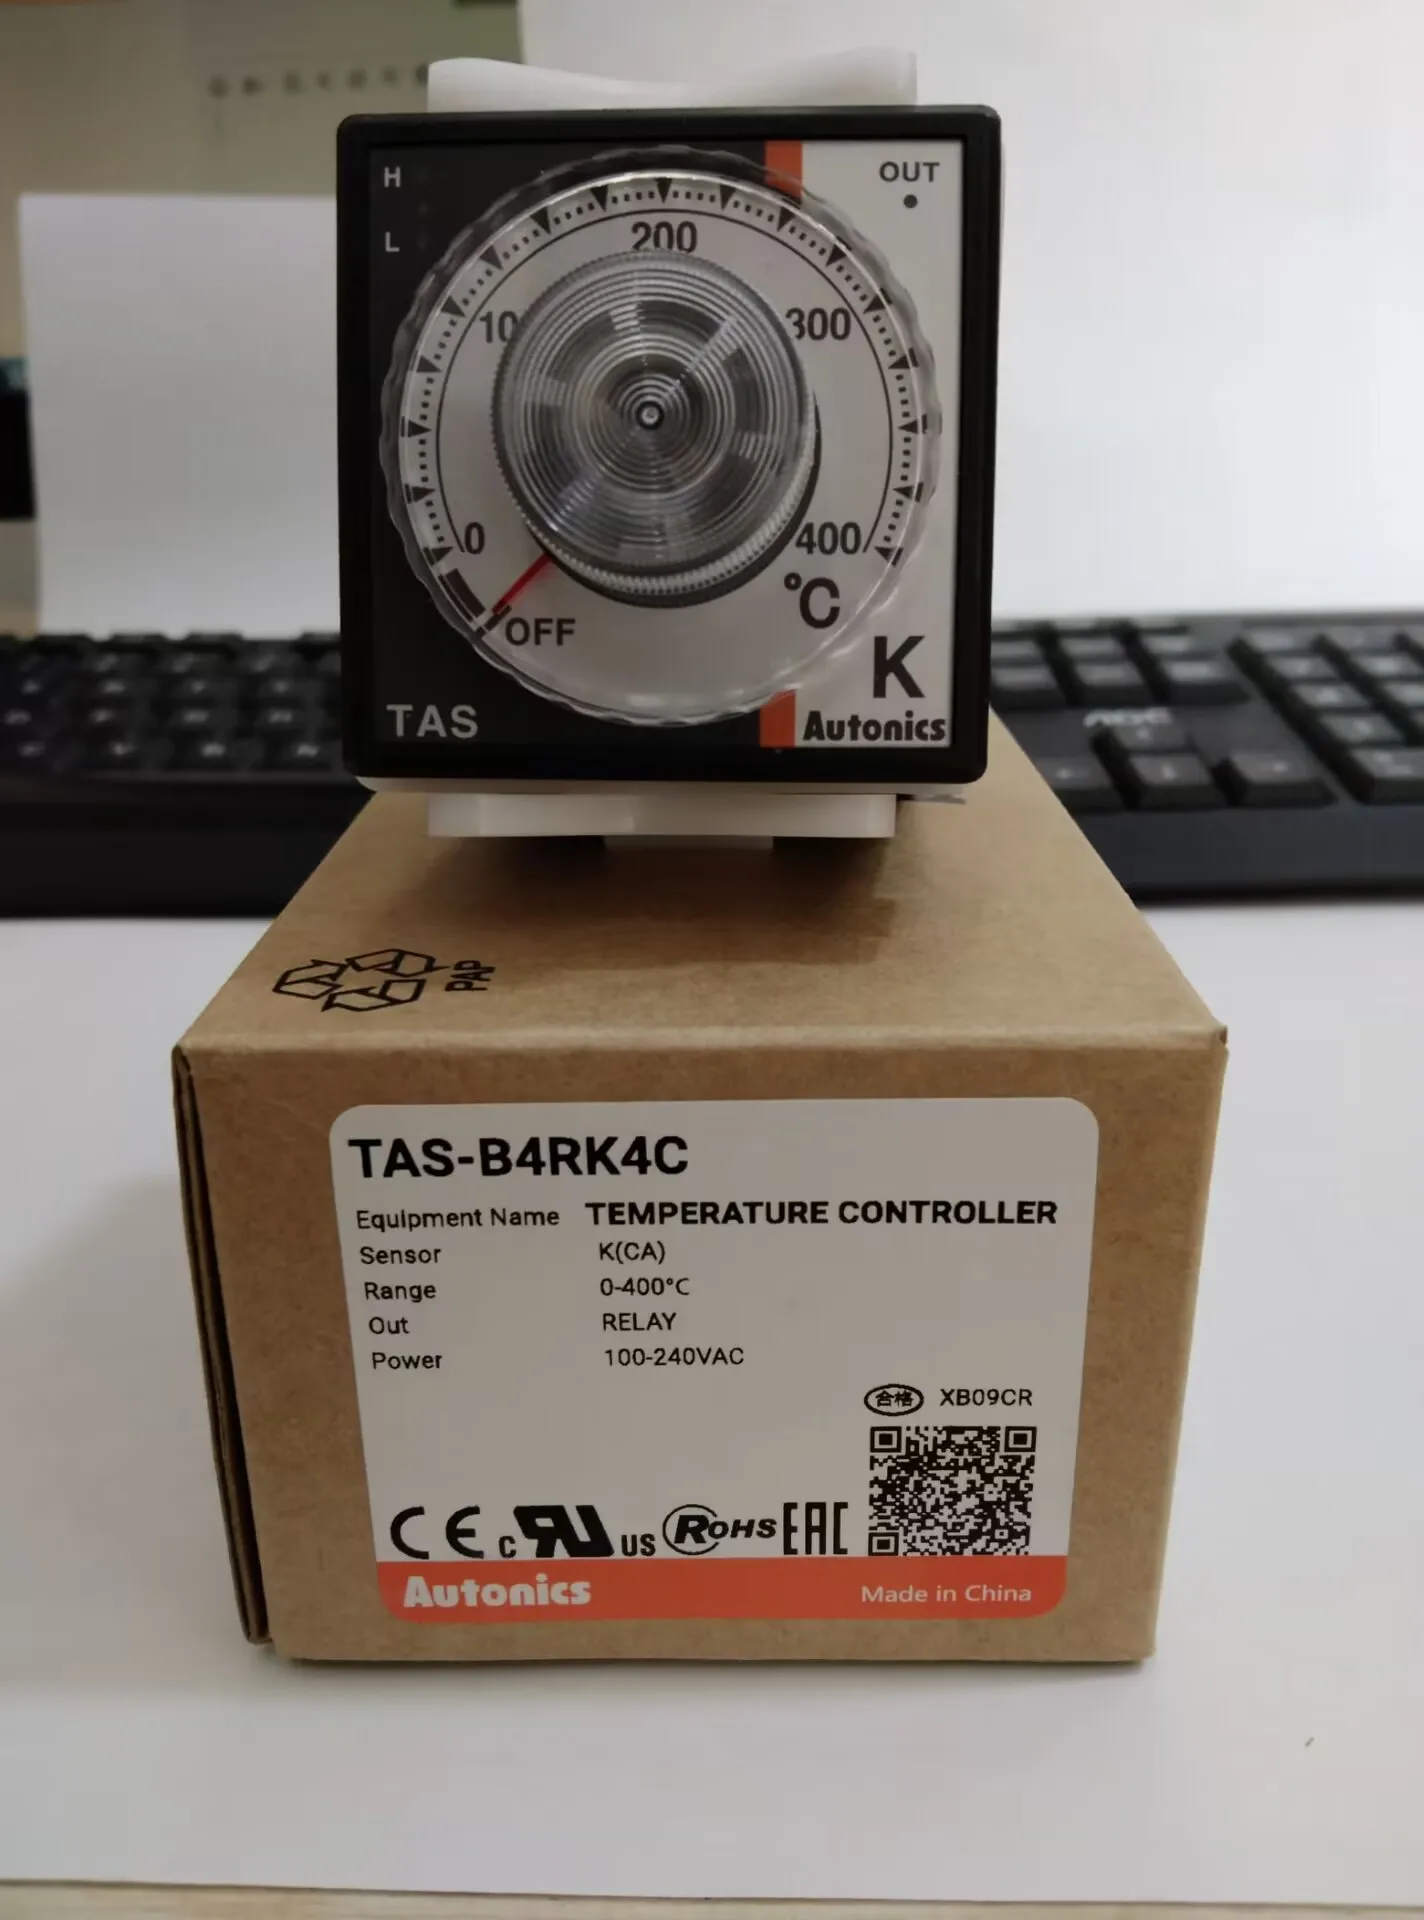 H
OUT
L
200
10
300
0
400
°C
OFF
K
TAS
Autonics
PAP
TAS-B4RK4C
Equipment Name TEMPERATURE CONTROLLER
Sensor K(CA)
Range 0-400°C
Out RELAY
Power 100-240VAC
合格 XB09CR
CE c RU US RoHS EAC
Autonics Made in China